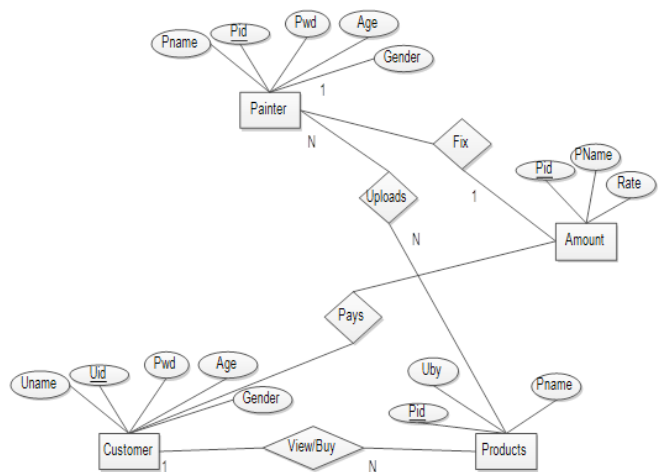 Pname
Pid
Pwd
Age
Gender
1
Painter
N
Fix
Pid
PName
Rate
1
Uploads
N
Amount
Pays
Uname
Uid
Pwd
Age
Gender
Uby
Pid
Pname
Customer
1
View/Buy
N
Products